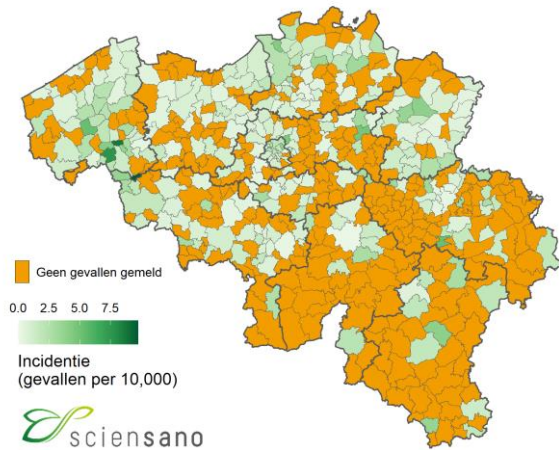 Geen gevallen gemeld
0.0 2.5 5.0 7.5
Incidentie
(gevallen per 10,000)
sciensano